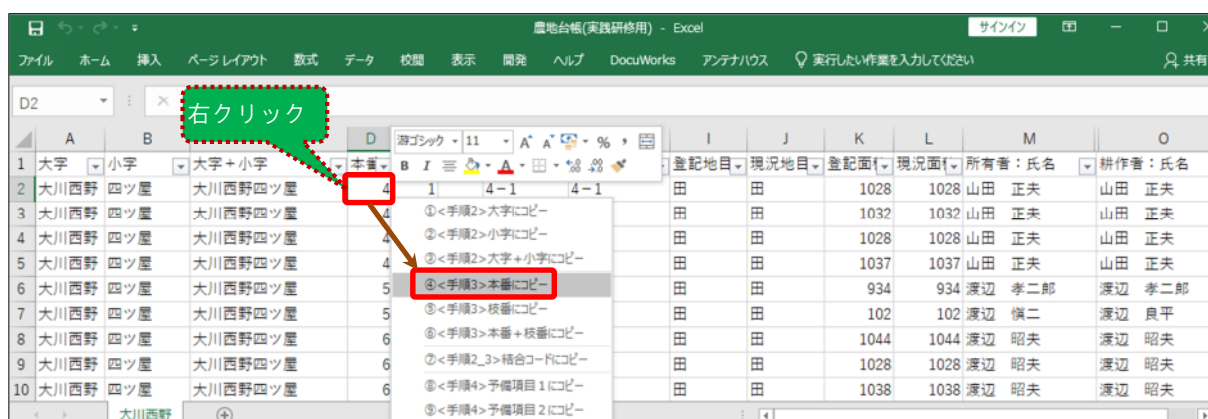 農地台帳(実践研修用) - Excel
サインイン
ファイル ホーム 挿入 ページ レイアウト 数式 データ 校閲 表示 開発 ヘルプ DocuWorks アンテナハウス 実行したい作業を入力してください 共有
D2
右クリック
游ゴシック 11 A A % ,
B I A
A B D I J K L M O
1 大字 小字 大字+小字 本番 登記地目 現況地目 登記面積 現況面積 所有者:氏名 耕作者:氏名
2 大川西野 四ツ屋 大川西野四ツ屋 4 1 4-1 4-1 田 田 1028 1028 山田 正夫 山田 正夫
3 大川西野 四ツ屋 大川西野四ツ屋 4 田 田 1032 1032 山田 正夫 山田 正夫
4 大川西野 四ツ屋 大川西野四ツ屋 4 田 田 1028 1028 山田 正夫 山田 正夫
5 大川西野 四ツ屋 大川西野四ツ屋 4 田 田 1037 1037 山田 正夫 山田 正夫
6 大川西野 四ツ屋 大川西野四ツ屋 5 田 田 934 934 渡辺 孝二郎 渡辺 孝二郎
7 大川西野 四ツ屋 大川西野四ツ屋 5 田 田 102 102 渡辺 愼二 渡辺 良平
8 大川西野 四ツ屋 大川西野四ツ屋 6 田 田 1044 1044 渡辺 昭夫 渡辺 昭夫
9 大川西野 四ツ屋 大川西野四ツ屋 6 田 田 1028 1028 渡辺 昭夫 渡辺 昭夫
10 大川西野 四ツ屋 大川西野四ツ屋 6 田 田 1038 1038 渡辺 昭夫 渡辺 昭夫
①<手順2>大字にコピー
②<手順2>小字にコピー
③<手順2>大字+小字にコピー
④<手順3>本番にコピー
⑤<手順3>枝番にコピー
⑥<手順3>本番+枝番にコピー
⑦<手順2_3>結合コードにコピー
⑧<手順4>予備項目1にコピー
⑨<手順4>予備項目2にコピー
大川西野